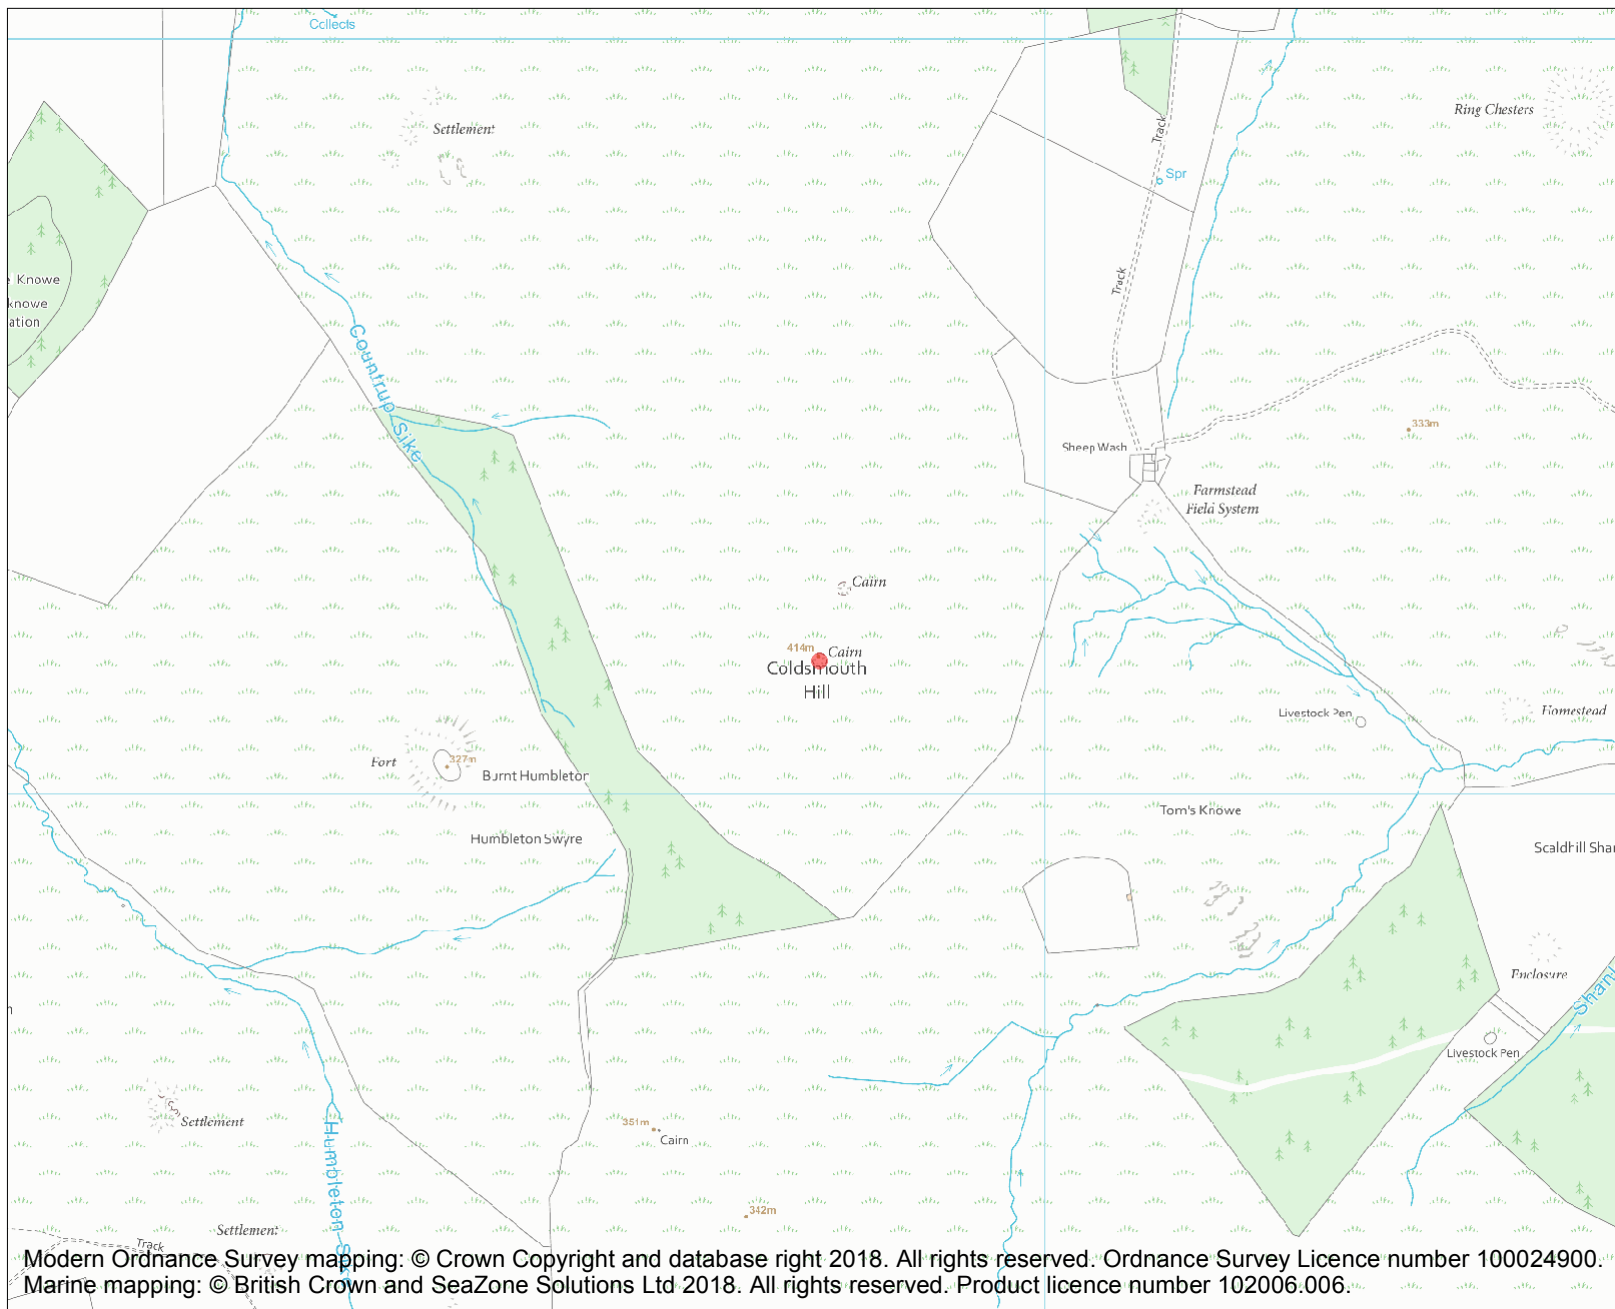 Collects
Ring Chesters
Settlement
Track
Spr
Knowe
knowe
ation
Track
Countrup Sike
333m
Sheep Wash
Farmstead
Field System
Cairn
414m
Cairn
Coldsmouth
Hill
Livestock Pen
Homestead
Fort
327m
Burnt Humbleton
Tom's Knowe
Humbleton Swyre
Scaldhill Shan
Enclosure
Shank
Livestock Pen
Settlement
351m
Cairn
Humbleton Sike
342m
Settlement
Track
Modern Ordnance Survey mapping: © Crown Copyright and database right 2018. All rights reserved. Ordnance Survey Licence number 100024900.
Marine mapping: © British Crown and SeaZone Solutions Ltd 2018. All rights reserved. Product licence number 102006.006.